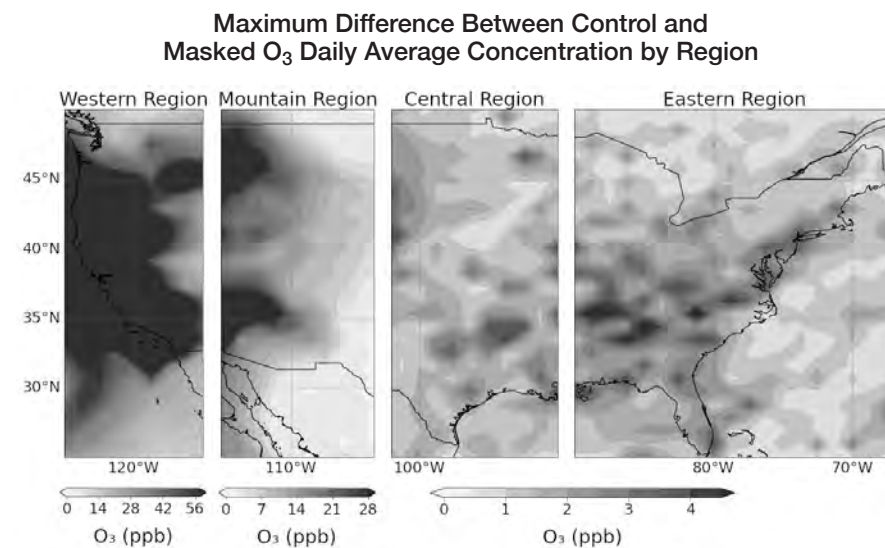 Maximum Difference Between Control and
Masked O₃ Daily Average Concentration by Region
Western Region Mountain Region Central Region Eastern Region
45°N
40°N
35°N
30°N
120°W 110°W 100°W 80°W 70°W
0 14 28 42 56 0 7 14 21 28 0 1 2 3 4
O₃ (ppb) O₃ (ppb) O₃ (ppb)